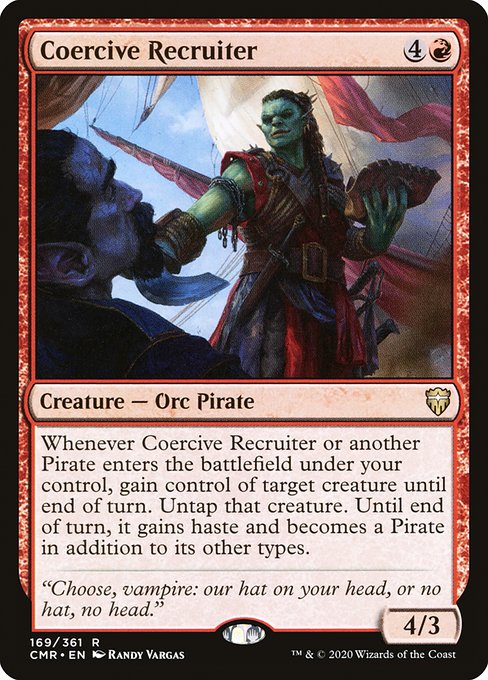 Coercive Recruiter 4
Creature — Orc Pirate
Whenever Coercive Recruiter or another
Pirate enters the battlefield under your
control, gain control of target creature until
end of turn. Untap that creature. Until end
of turn, it gains haste and becomes a Pirate
in addition to its other types.
“Choose, vampire: our hat on your head, or no
hat, no head.”
4/3
169/361 R
CMR • EN Randy Vargas
™ & © 2020 Wizards of the Coast